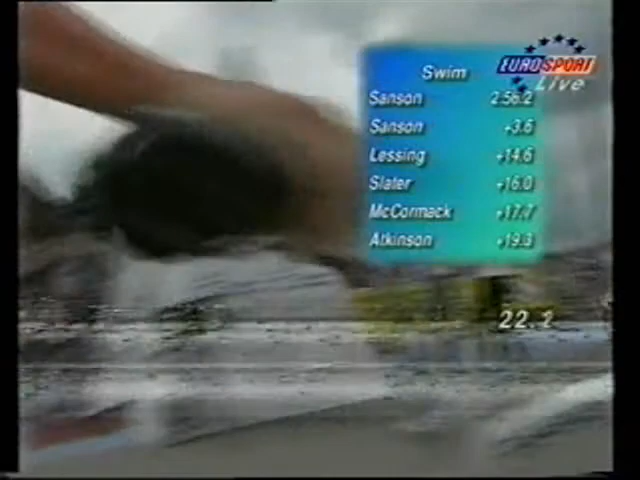 EUROSPORT
Live
Swim
Sanson 2.56.2
Sanson +3.6
Lessing +14.6
Slater +16.0
McCormack +17.7
Atkinson +19.3
22.2